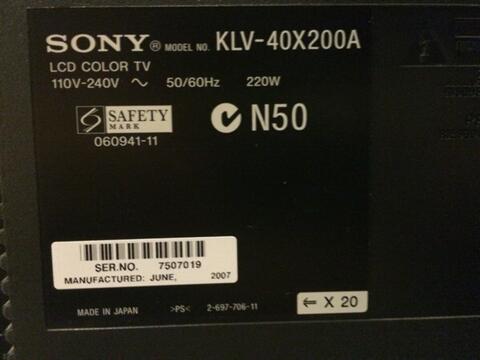 SONY® MODEL NO. KLV-40X200A
LCD COLOR TV
110V-240V ~ 50/60Hz 220W
SAFETY MARK
N50
060941-11
SER.NO. 7507019
MANUFACTURED: JUNE, 2007
MADE IN JAPAN >PS< 2-697-706-11
⇐ X 20